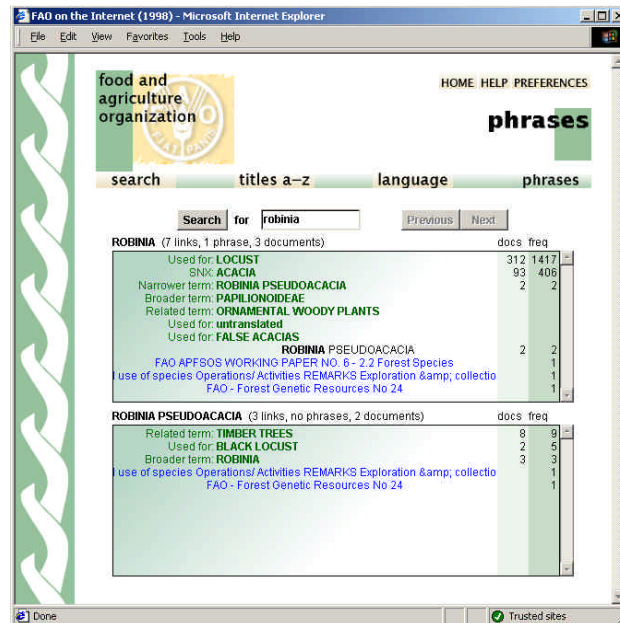 FAO on the Internet (1998) - Microsoft Internet Explorer
File Edit View Favorites Tools Help
food and
agriculture
organization
FIAT PANIS
HOME HELP PREFERENCES
phrases
search titles a–z language phrases
Search for robinia Previous Next
ROBINIA (7 links, 1 phrase, 3 documents) docs freq
Used for: LOCUST 312 1417
SNX: ACACIA 93 406
Narrower term: ROBINIA PSEUDOACACIA 2 2
Broader term: PAPILIONOIDEAE
Related term: ORNAMENTAL WOODY PLANTS
Used for: untranslated
Used for: FALSE ACACIAS
ROBINIA PSEUDOACACIA 2 2
FAO APFSOS WORKING PAPER NO. 6 - 2.2 Forest Species 1
l use of species Operations/ Activities REMARKS Exploration &amp; collectio 1
FAO - Forest Genetic Resources No 24 1
ROBINIA PSEUDOACACIA (3 links, no phrases, 2 documents) docs freq
Related term: TIMBER TREES 8 9
Used for: BLACK LOCUST 2 5
Broader term: ROBINIA 3 3
l use of species Operations/ Activities REMARKS Exploration &amp; collectio 1
FAO - Forest Genetic Resources No 24 1
Done Trusted sites